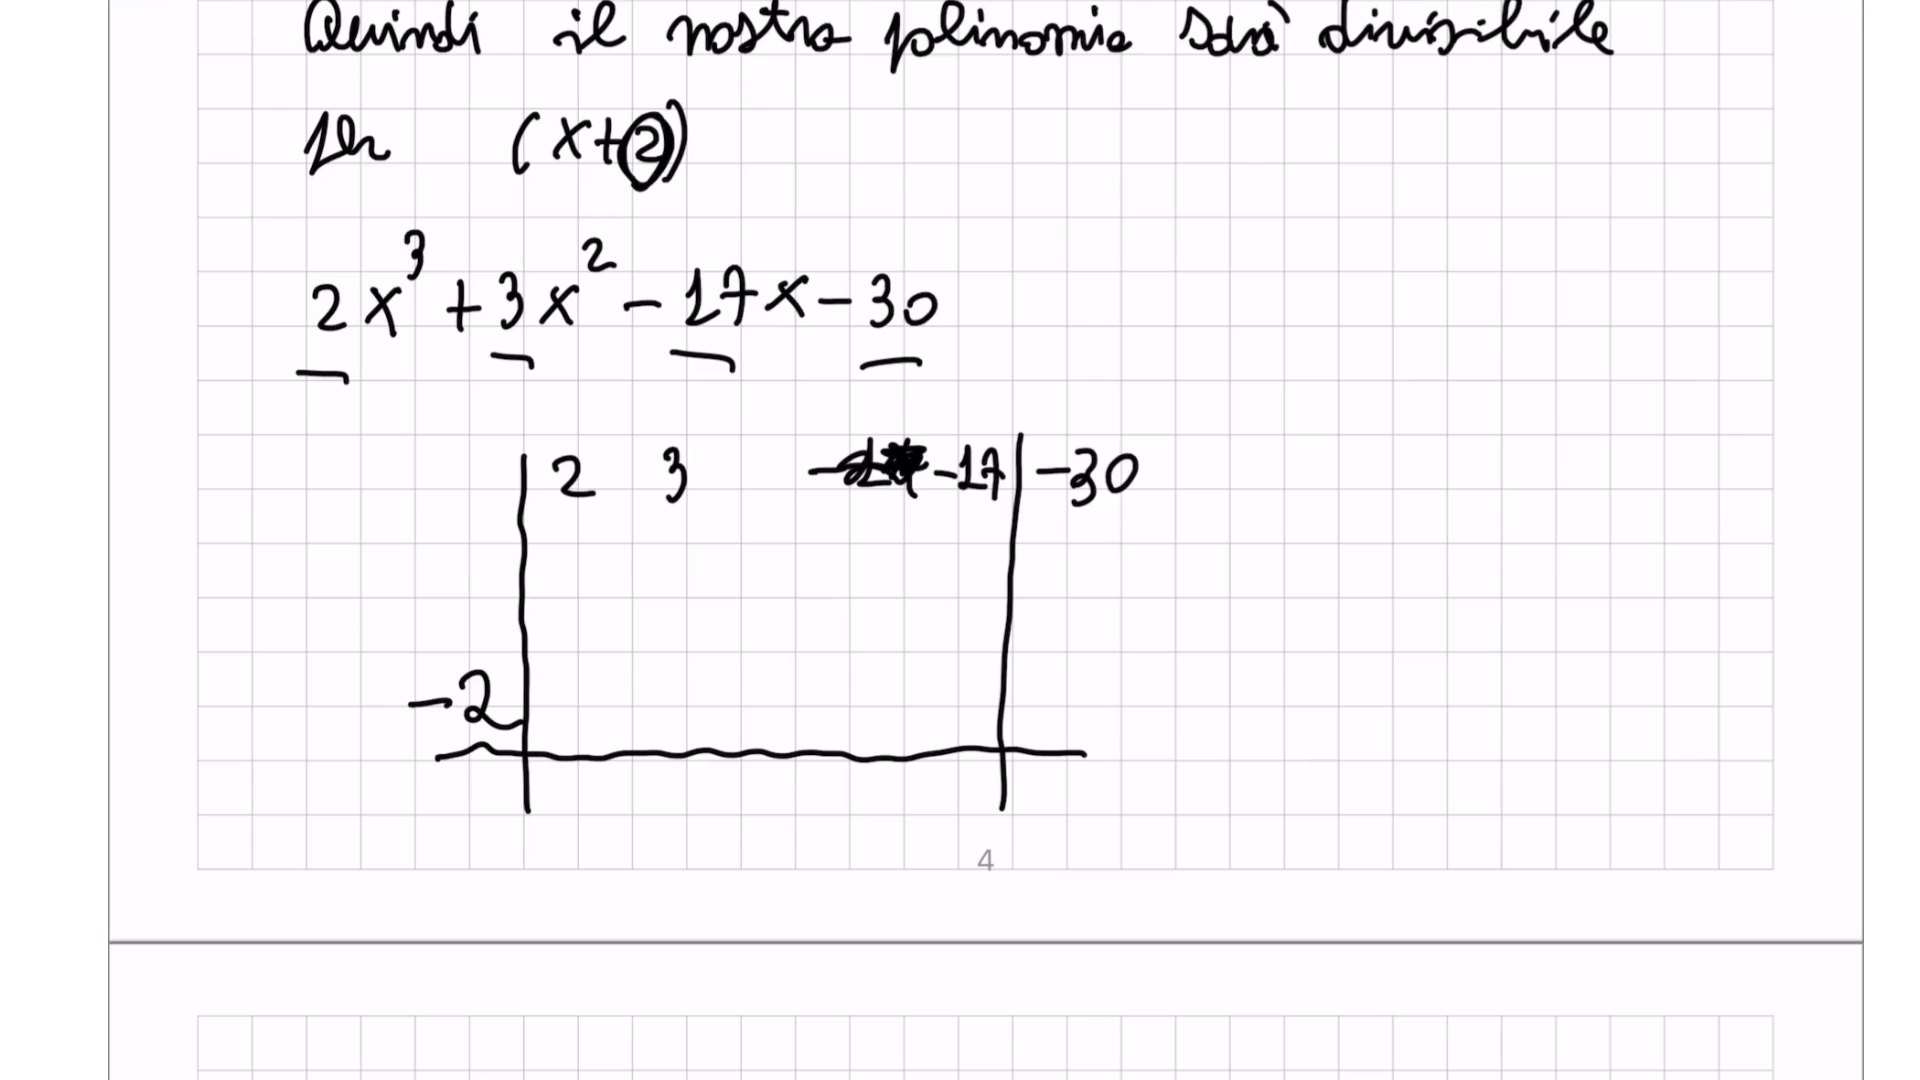 Quindi il nostro polinomio sarà divisibile
per (x+2)
2x³+3x²-17x-30
2 3 -17 -30
-2
4